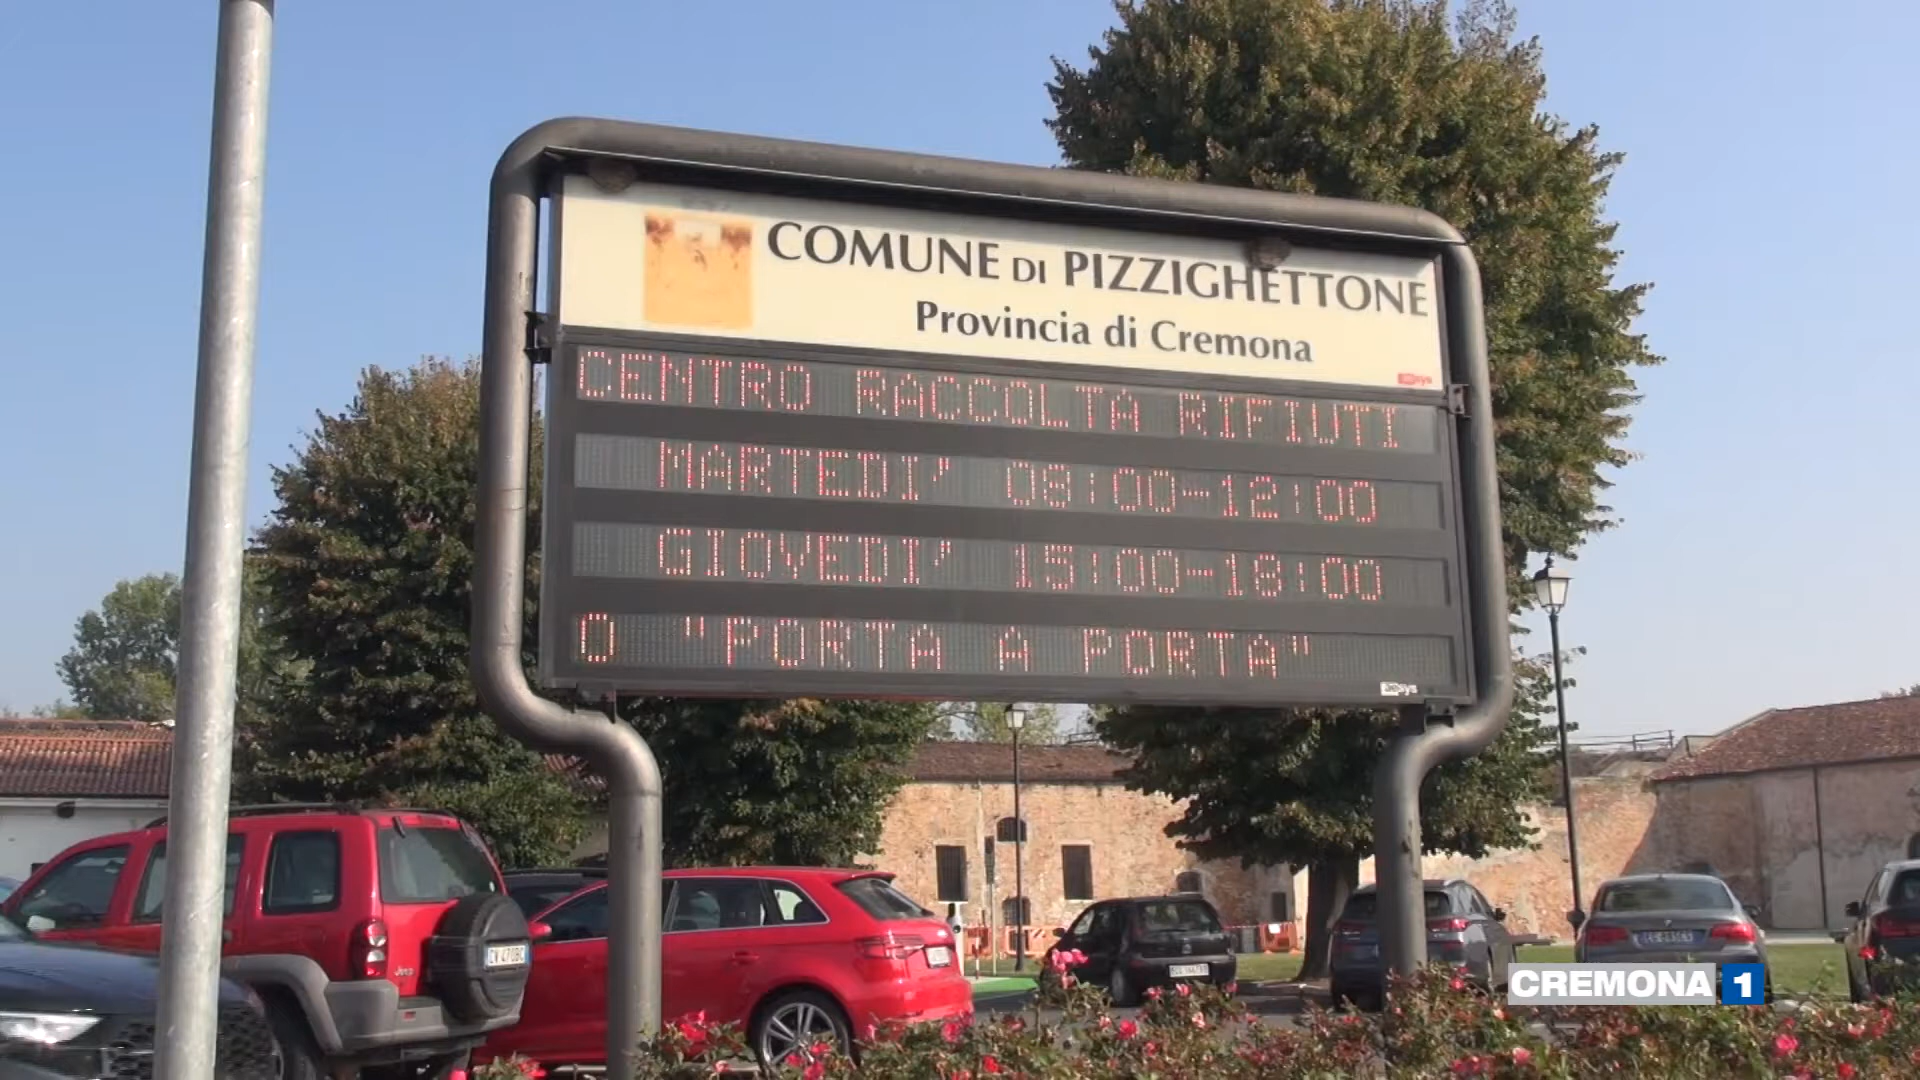 COMUNE DI PIZZIGHETTONE
Provincia di Cremona
CENTRO RACCOLTA RIFIUTI
MARTEDI' 08:00-12:00
GIOVEDI' 15:00-18:00
O "PORTA A PORTA"
Jeep
CREMONA 1